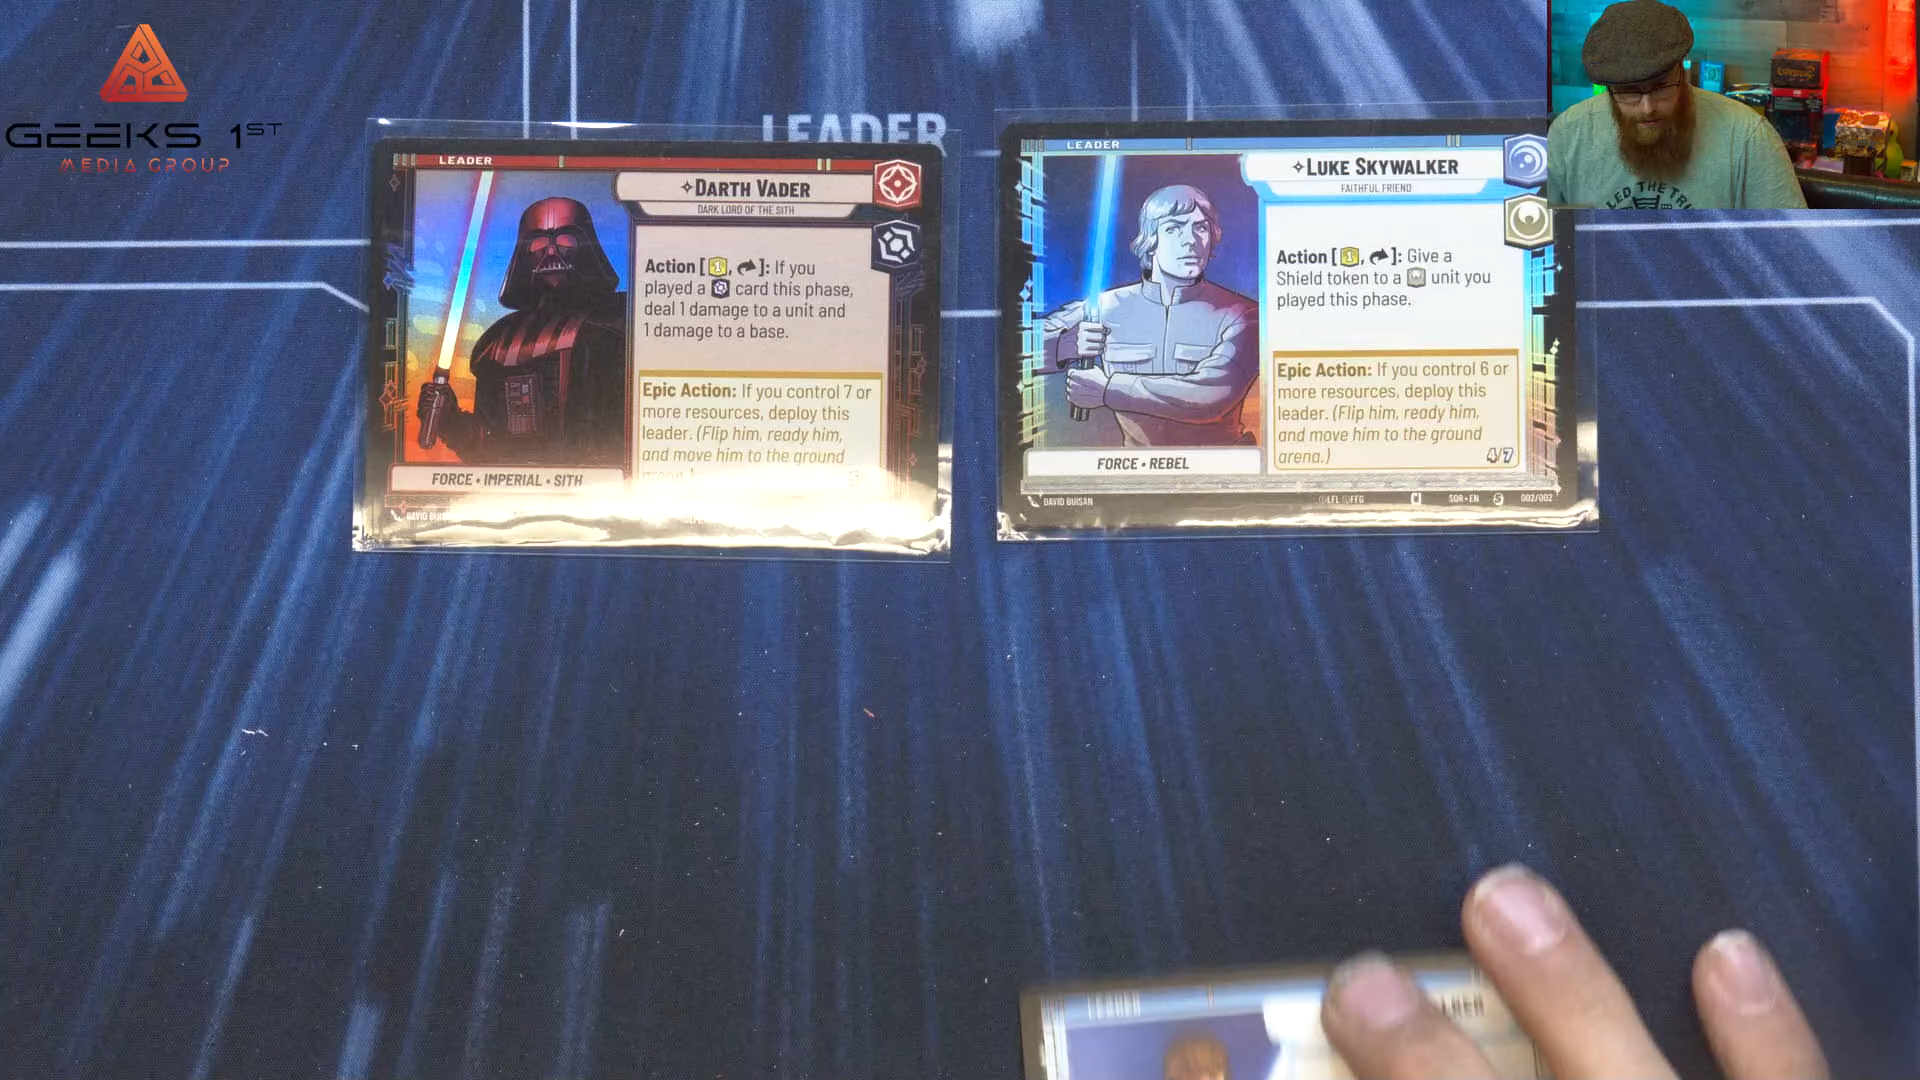 GEEKS 1ST
MEDIA GROUP
LEADER
LEADER
DARTH VADER
DARK LORD OF THE SITH
Action [1, ]: If you
played a card this phase,
deal 1 damage to a unit and
1 damage to a base.
Epic Action: If you control 7 or
more resources, deploy this
leader. (Flip him, ready him,
and move him to the ground
FORCE • IMPERIAL • SITH
DAVID
LEADER
LUKE SKYWALKER
FAITHFUL FRIEND
Action [1, ]: Give a
Shield token to a unit you
played this phase.
Epic Action: If you control 6 or
more resources, deploy this
leader. (Flip him, ready him,
and move him to the ground
arena.)
4/7
FORCE • REBEL
DAVID BUISAN
SOR • EN
002/002